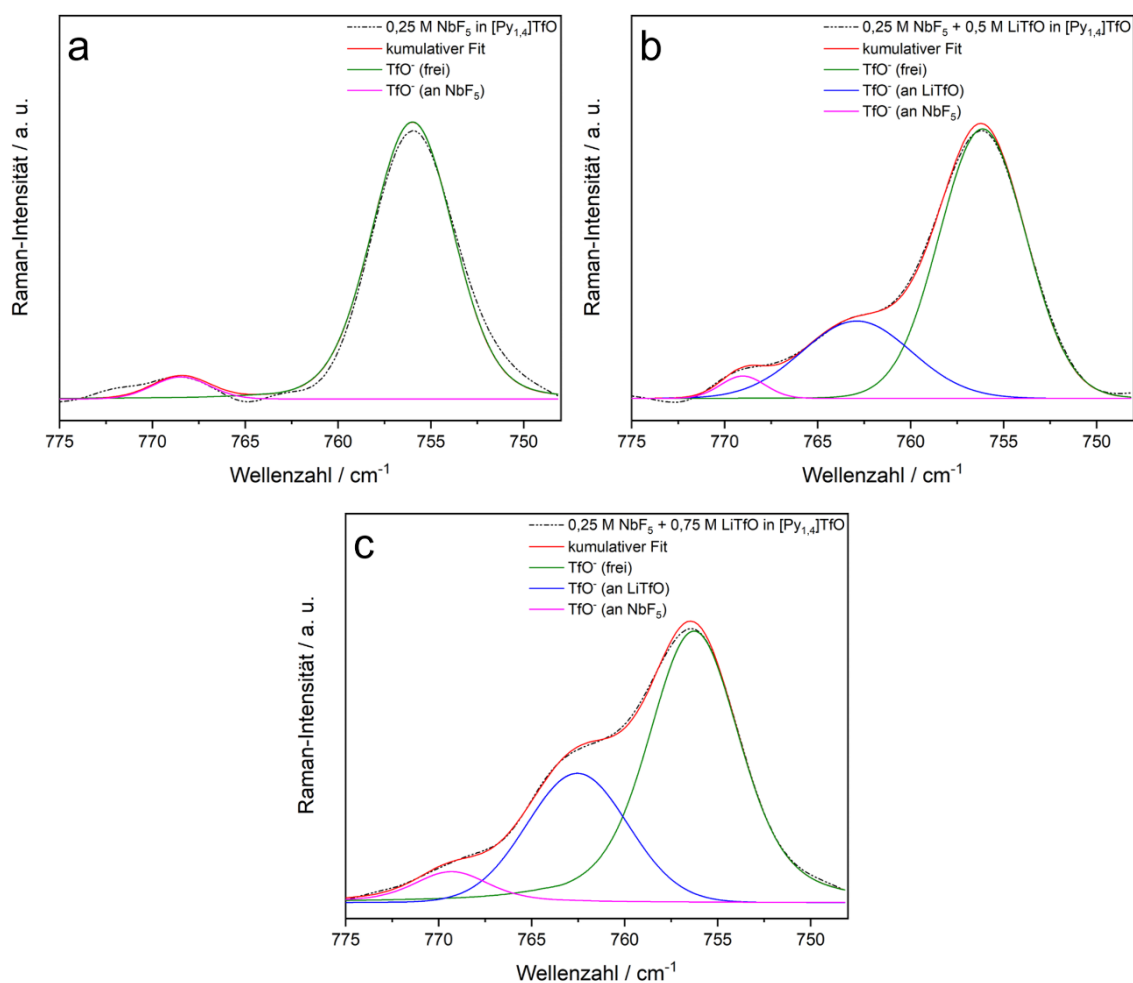 a
0,25 M NbF₅ in [Py₁,₄]TfO
kumulativer Fit
TfO⁻ (frei)
TfO⁻ (an NbF₅)
Raman-Intensität / a. u.
775 770 765 760 755 750
Wellenzahl / cm⁻¹
b
0,25 M NbF₅ + 0,5 M LiTfO in [Py₁,₄]TfO
kumulativer Fit
TfO⁻ (frei)
TfO⁻ (an LiTfO)
TfO⁻ (an NbF₅)
Raman-Intensität / a. u.
775 770 765 760 755 750
Wellenzahl / cm⁻¹
c
0,25 M NbF₅ + 0,75 M LiTfO in [Py₁,₄]TfO
kumulativer Fit
TfO⁻ (frei)
TfO⁻ (an LiTfO)
TfO⁻ (an NbF₅)
Raman-Intensität / a. u.
775 770 765 760 755 750
Wellenzahl / cm⁻¹